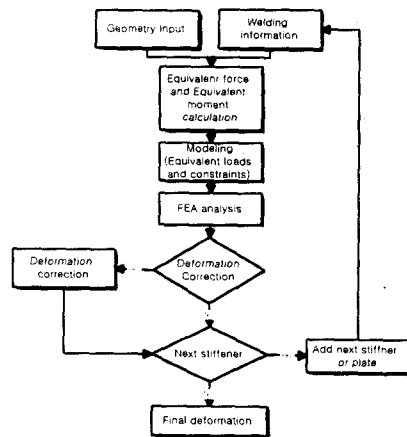 Geometry Input
Welding
information
Equivalent force
and Equivalent
moment
calculation
Modeling
(Equivalent loads
and constraints)
FEA analysis
Deformation
correction
Deformation
Correction
Next stiffener
Add next stiffner
or plate
Final deformation